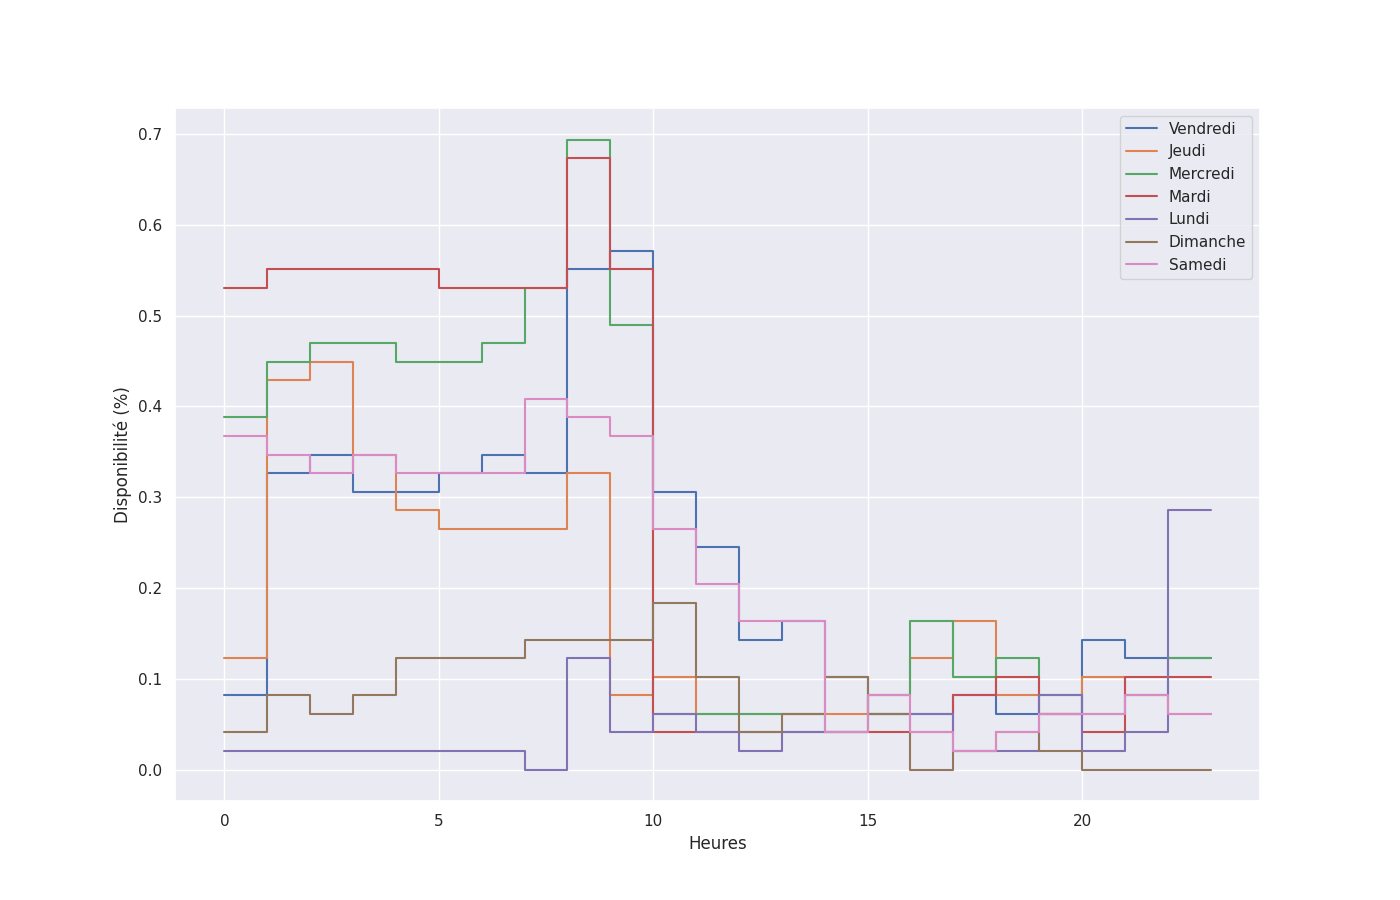 Disponibilité (%)
0.7
0.6
0.5
0.4
0.3
0.2
0.1
0.0
0 5 10 15 20
Heures
Vendredi
Jeudi
Mercredi
Mardi
Lundi
Dimanche
Samedi